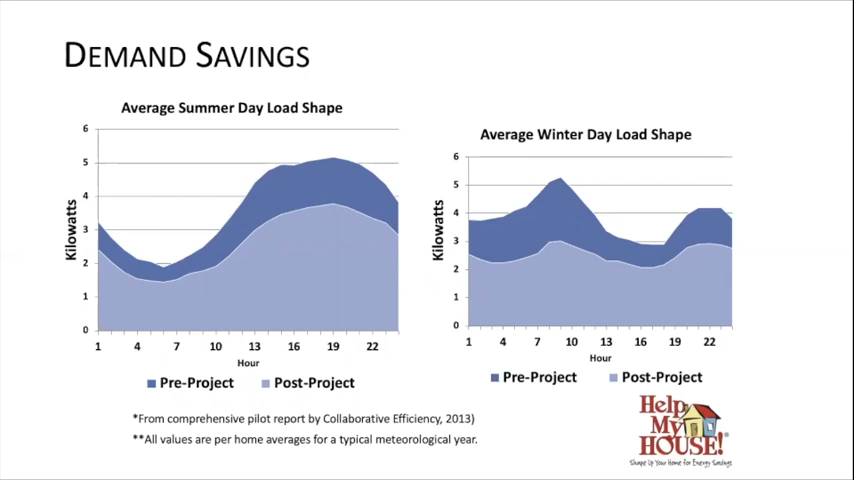 DEMAND SAVINGS
Average Summer Day Load Shape
6
5
4
3
2
1
0
Kilowatts
1 4 7 10 13 16 19 22
Hour
Pre-Project Post-Project
Average Winter Day Load Shape
6
5
4
3
2
1
0
Kilowatts
1 4 7 10 13 16 19 22
Hour
Pre-Project Post-Project
*From comprehensive pilot report by Collaborative Efficiency, 2013)
**All values are per home averages for a typical meteorological year.
Help
My
HOUSE!®
Shape Up Your Home for Energy Savings